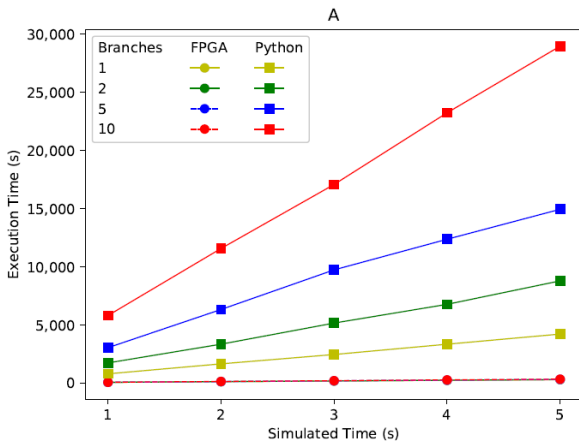 A
30,000
25,000
20,000
15,000
10,000
5,000
0
Execution Time (s)
Branches FPGA Python
1
2
5
10
1 2 3 4 5
Simulated Time (s)